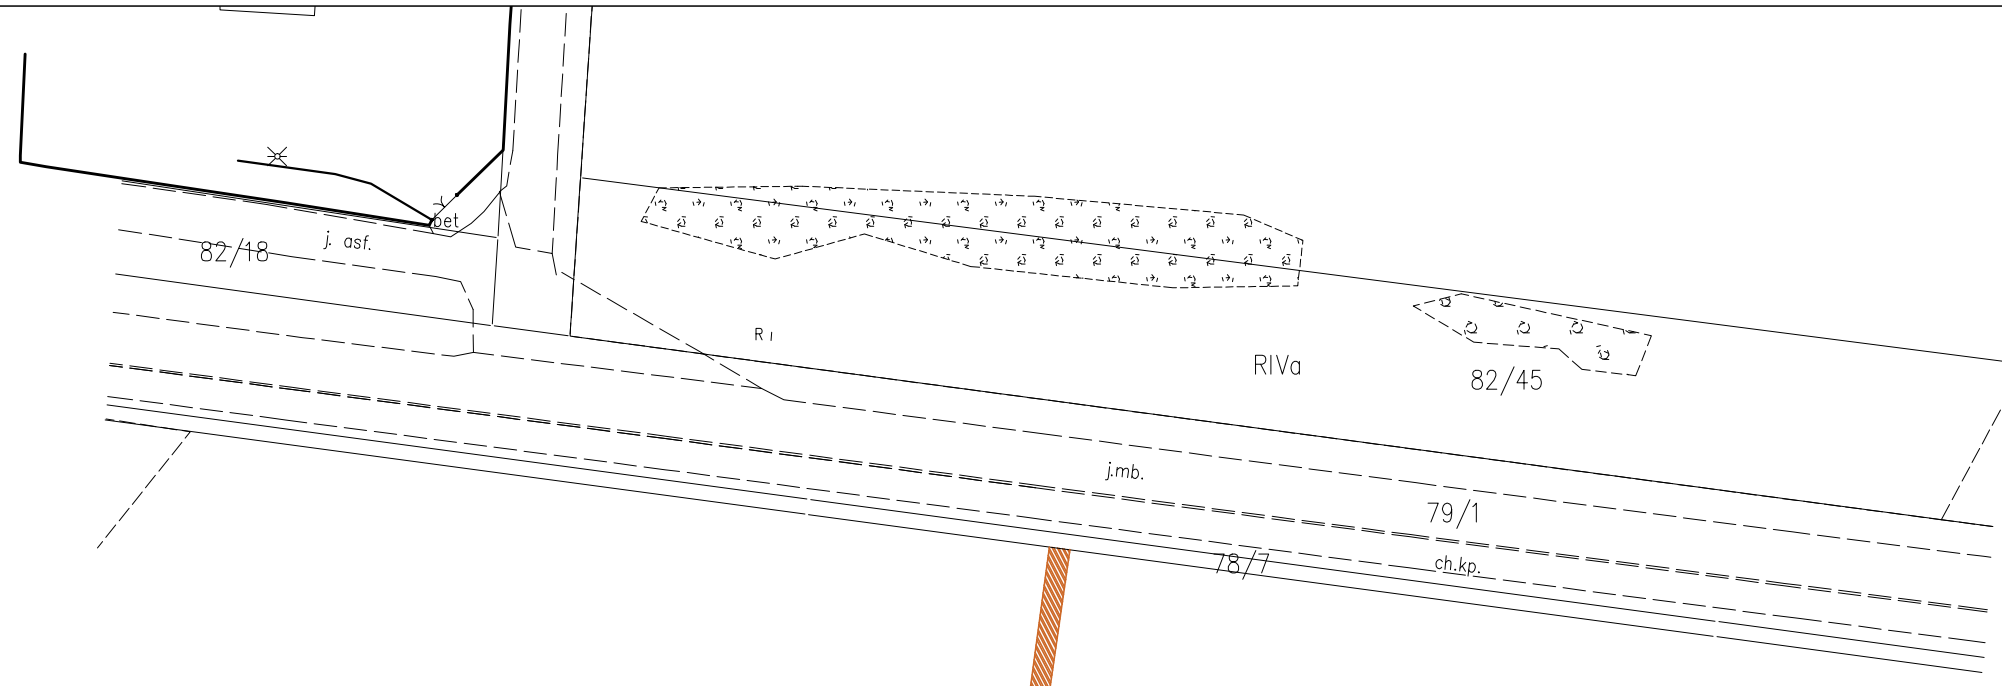 bet
j. asf.
82/18
R I
RIVa
82/45
j.mb.
79/1
78/7
ch.kp.